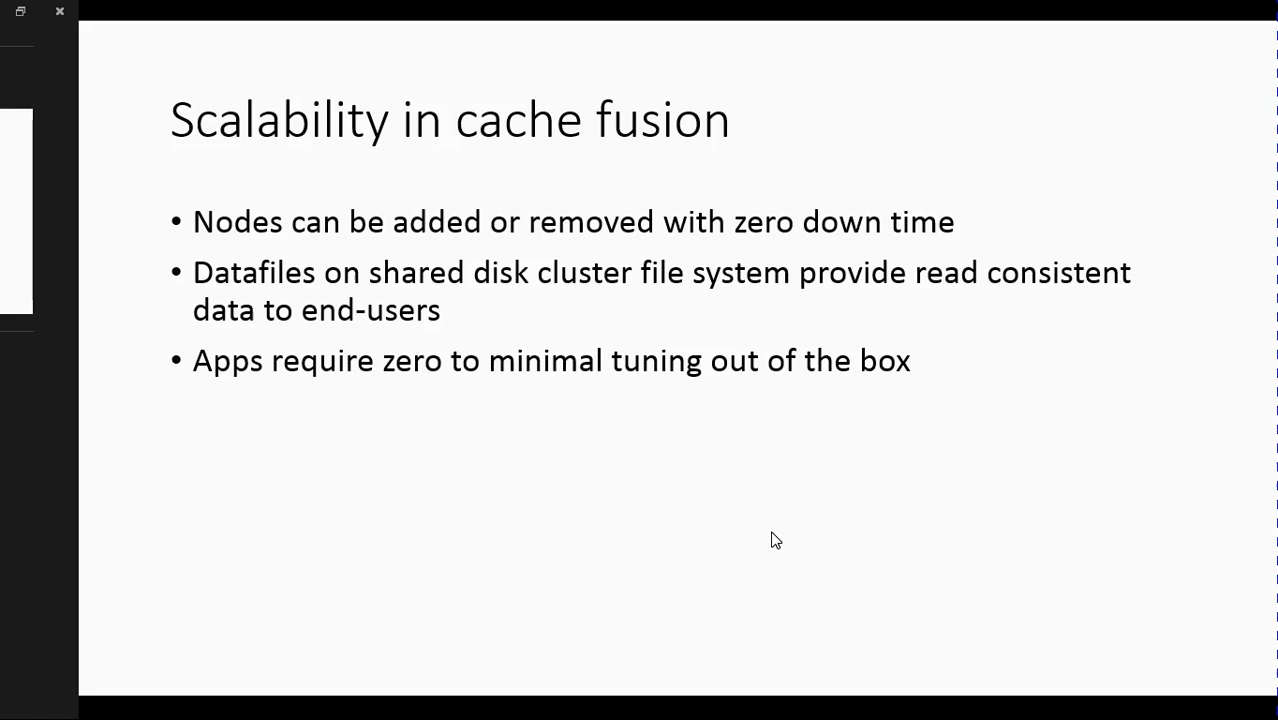 Scalability in cache fusion
• Nodes can be added or removed with zero down time
• Datafiles on shared disk cluster file system provide read consistent
data to end-users
• Apps require zero to minimal tuning out of the box